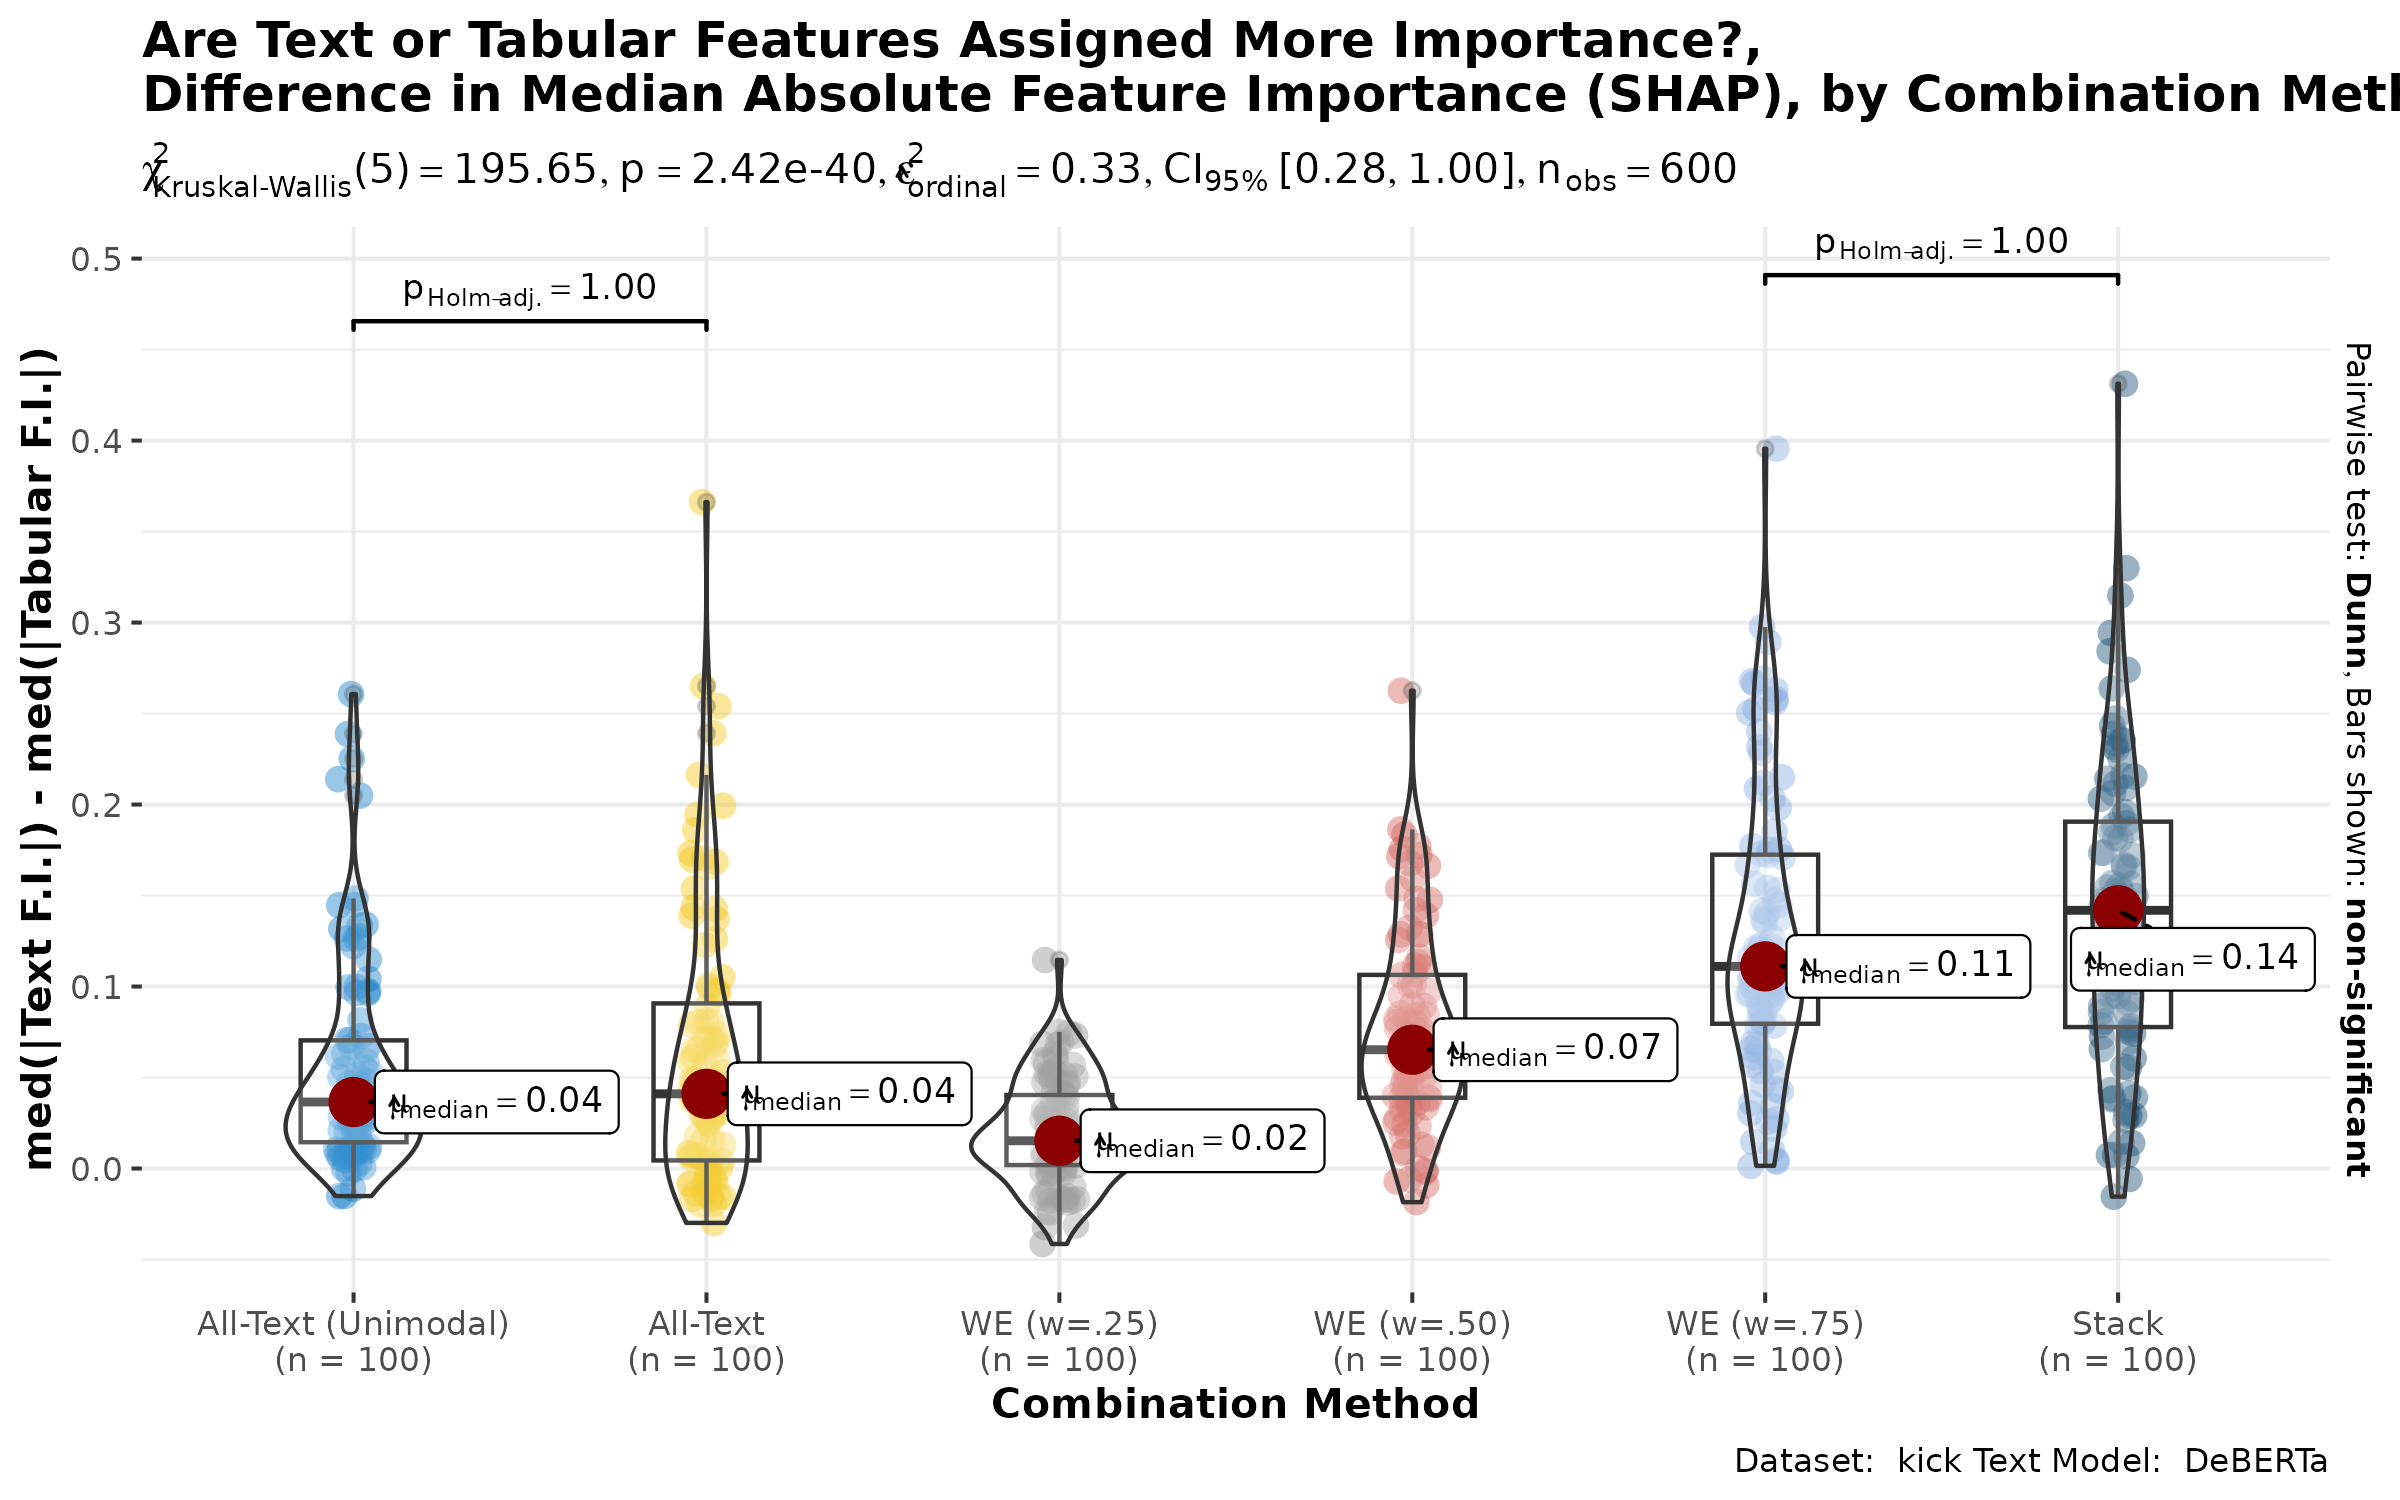 Are Text or Tabular Features Assigned More Importance?,
Difference in Median Absolute Feature Importance (SHAP), by Combination Meth
χ²Kruskal-Wallis(5) = 195.65, p = 2.42e-40, ε̂²ordinal = 0.33, CI95% [0.28, 1.00], nobs = 600
pHolm-adj. = 1.00
pHolm-adj. = 1.00
med(|Text F.I.|) - med(|Tabular F.I.|)
0.5
0.4
0.3
0.2
0.1
0.0
μ̂median = 0.04
μ̂median = 0.04
μ̂median = 0.02
μ̂median = 0.07
μ̂median = 0.11
μ̂median = 0.14
Pairwise test: Dunn, Bars shown: non-significant
All-Text (Unimodal)
(n = 100)
All-Text
(n = 100)
WE (w=.25)
(n = 100)
WE (w=.50)
(n = 100)
WE (w=.75)
(n = 100)
Stack
(n = 100)
Combination Method
Dataset: kick Text Model: DeBERTa